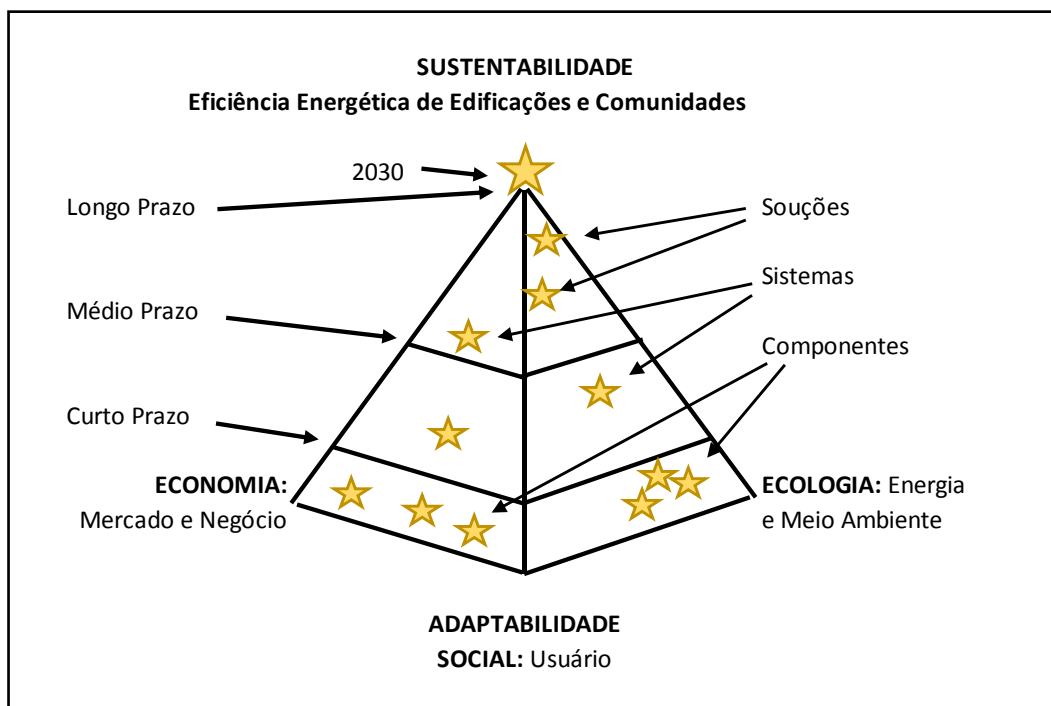 SUSTENTABILIDADE
Eficiência Energética de Edificações e Comunidades
2030
Longo Prazo
Souções
Sistemas
Médio Prazo
Componentes
Curto Prazo
ECONOMIA:
Mercado e Negócio
ECOLOGIA: Energia
e Meio Ambiente
ADAPTABILIDADE
SOCIAL: Usuário